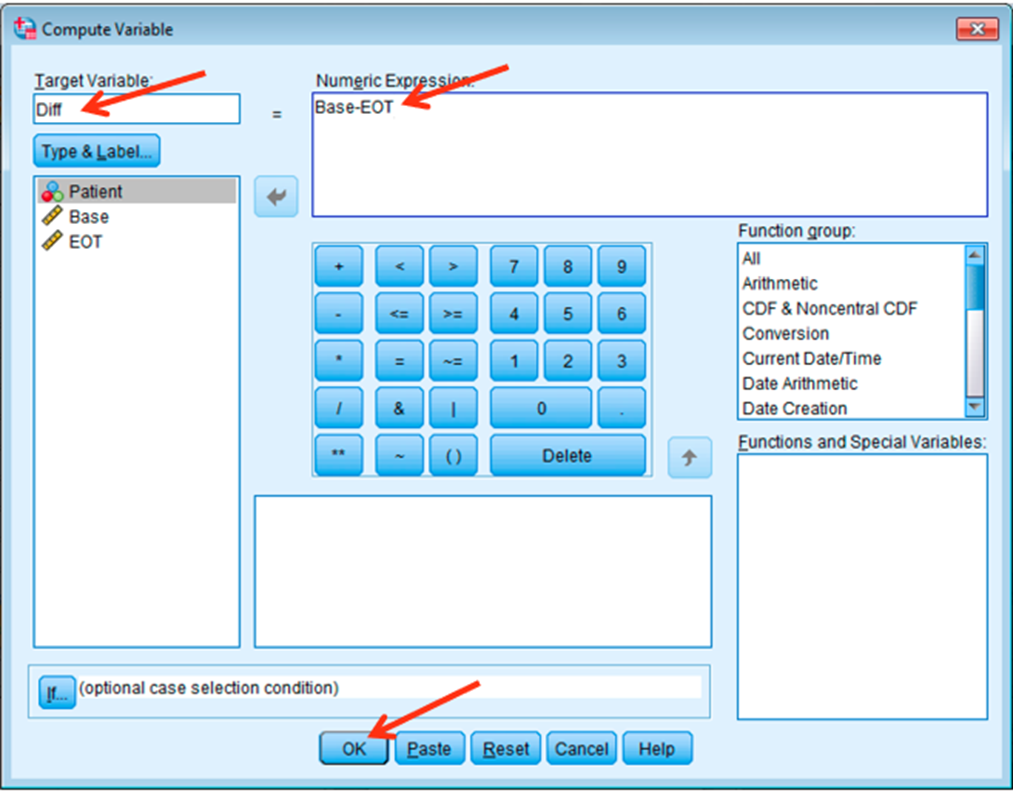 Compute Variable
Target Variable:
Diff
=
Numeric Expression:
Base-EOT
Type & Label...
Patient
Base
EOT
+ < > 7 8 9
- <= >= 4 5 6
* = ~= 1 2 3
/ & | 0 .
** ~ ( ) Delete
Function group:
All
Arithmetic
CDF & Noncentral CDF
Conversion
Current Date/Time
Date Arithmetic
Date Creation
Functions and Special Variables:
If... (optional case selection condition)
OK Paste Reset Cancel Help